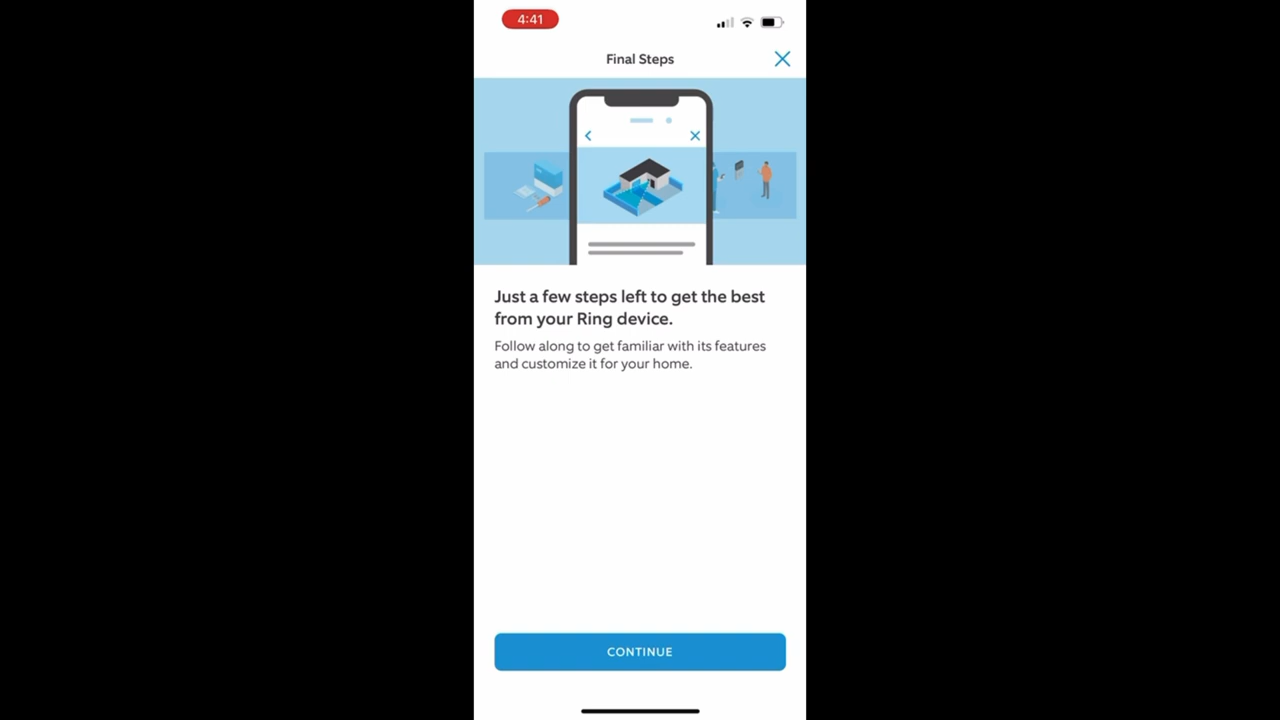 4:41
Final Steps
Just a few steps left to get the best
from your Ring device.
Follow along to get familiar with its features
and customize it for your home.
CONTINUE